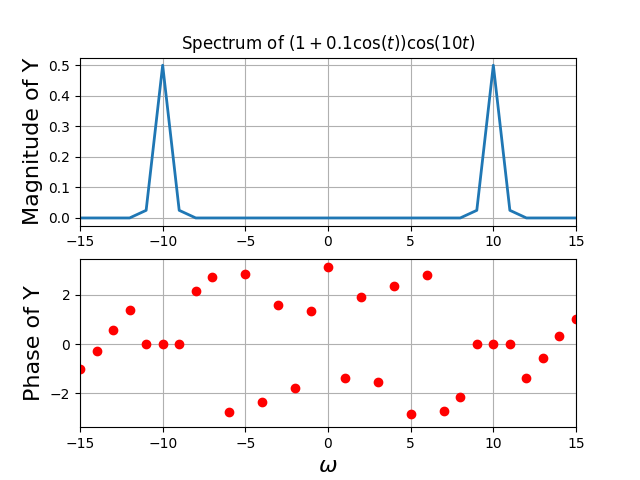 Spectrum of (1 + 0.1cos(t))cos(10t)
Magnitude of Y
0.5
0.4
0.3
0.2
0.1
0.0
−15 −10 −5 0 5 10 15
Phase of Y
2
0
−2
−15 −10 −5 0 5 10 15
ω